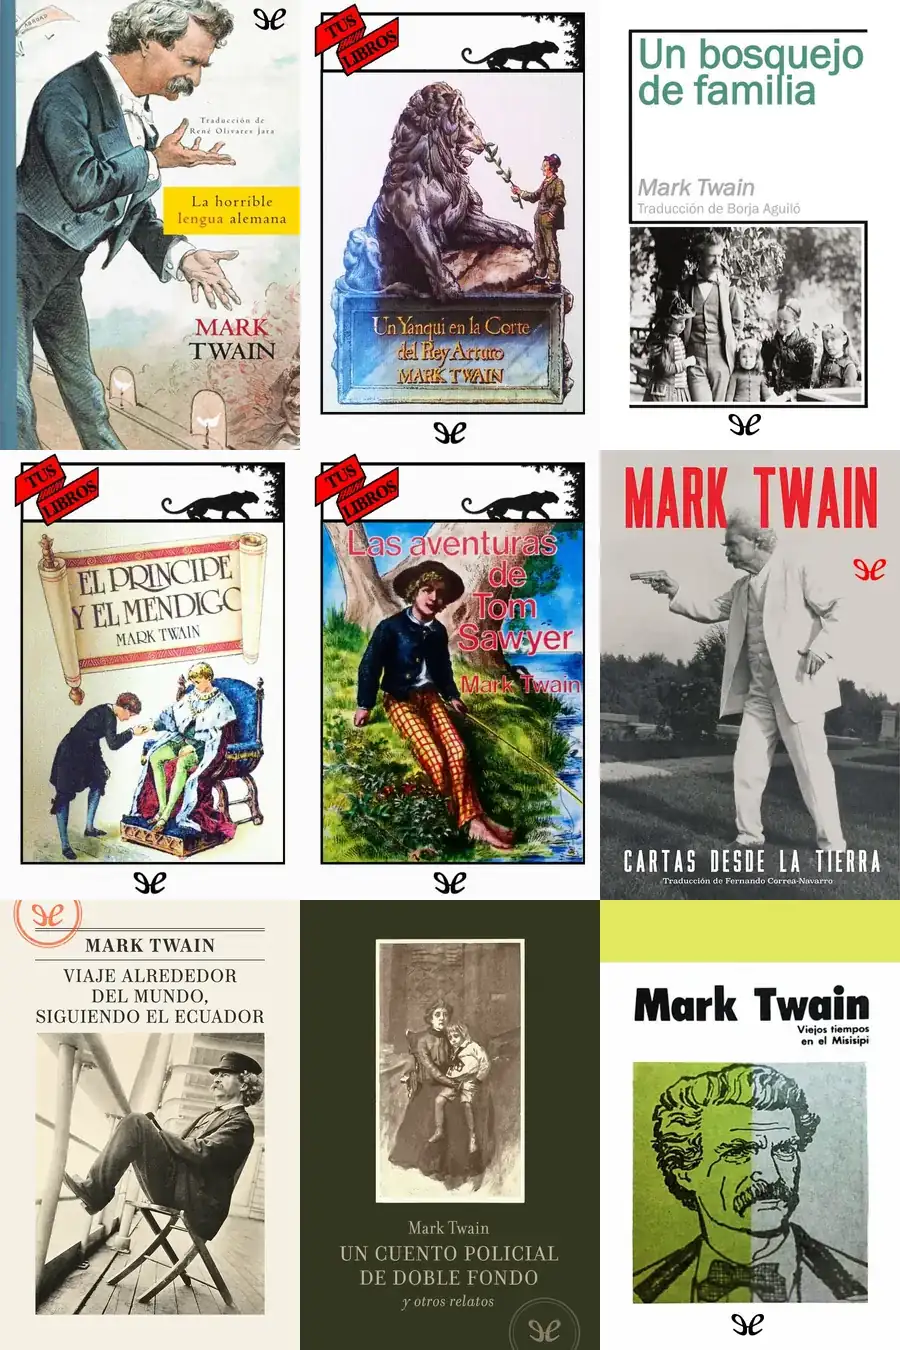 ABROAD
Traducción de
René Olivares Jara
La horrible
lengua alemana
MARK
TWAIN
TUS
LIBROS
Un Yanqui en la Corte
del Rey Arturo
MARK TWAIN
Un bosquejo
de familia
Mark Twain
Traducción de Borja Aguiló
TUS
LIBROS
EL PRINCIPE
Y EL MENDIGO
MARK TWAIN
TUS
LIBROS
Las aventuras
de
Tom
Sawyer
Mark Twain
MARK TWAIN
CARTAS DESDE LA TIERRA
Traducción de Fernando Correa-Navarro
MARK TWAIN
VIAJE ALREDEDOR
DEL MUNDO,
SIGUIENDO EL ECUADOR
Mark Twain
UN CUENTO POLICIAL
DE DOBLE FONDO
y otros relatos
Mark Twain
Viejos tiempos
en el Misisipi